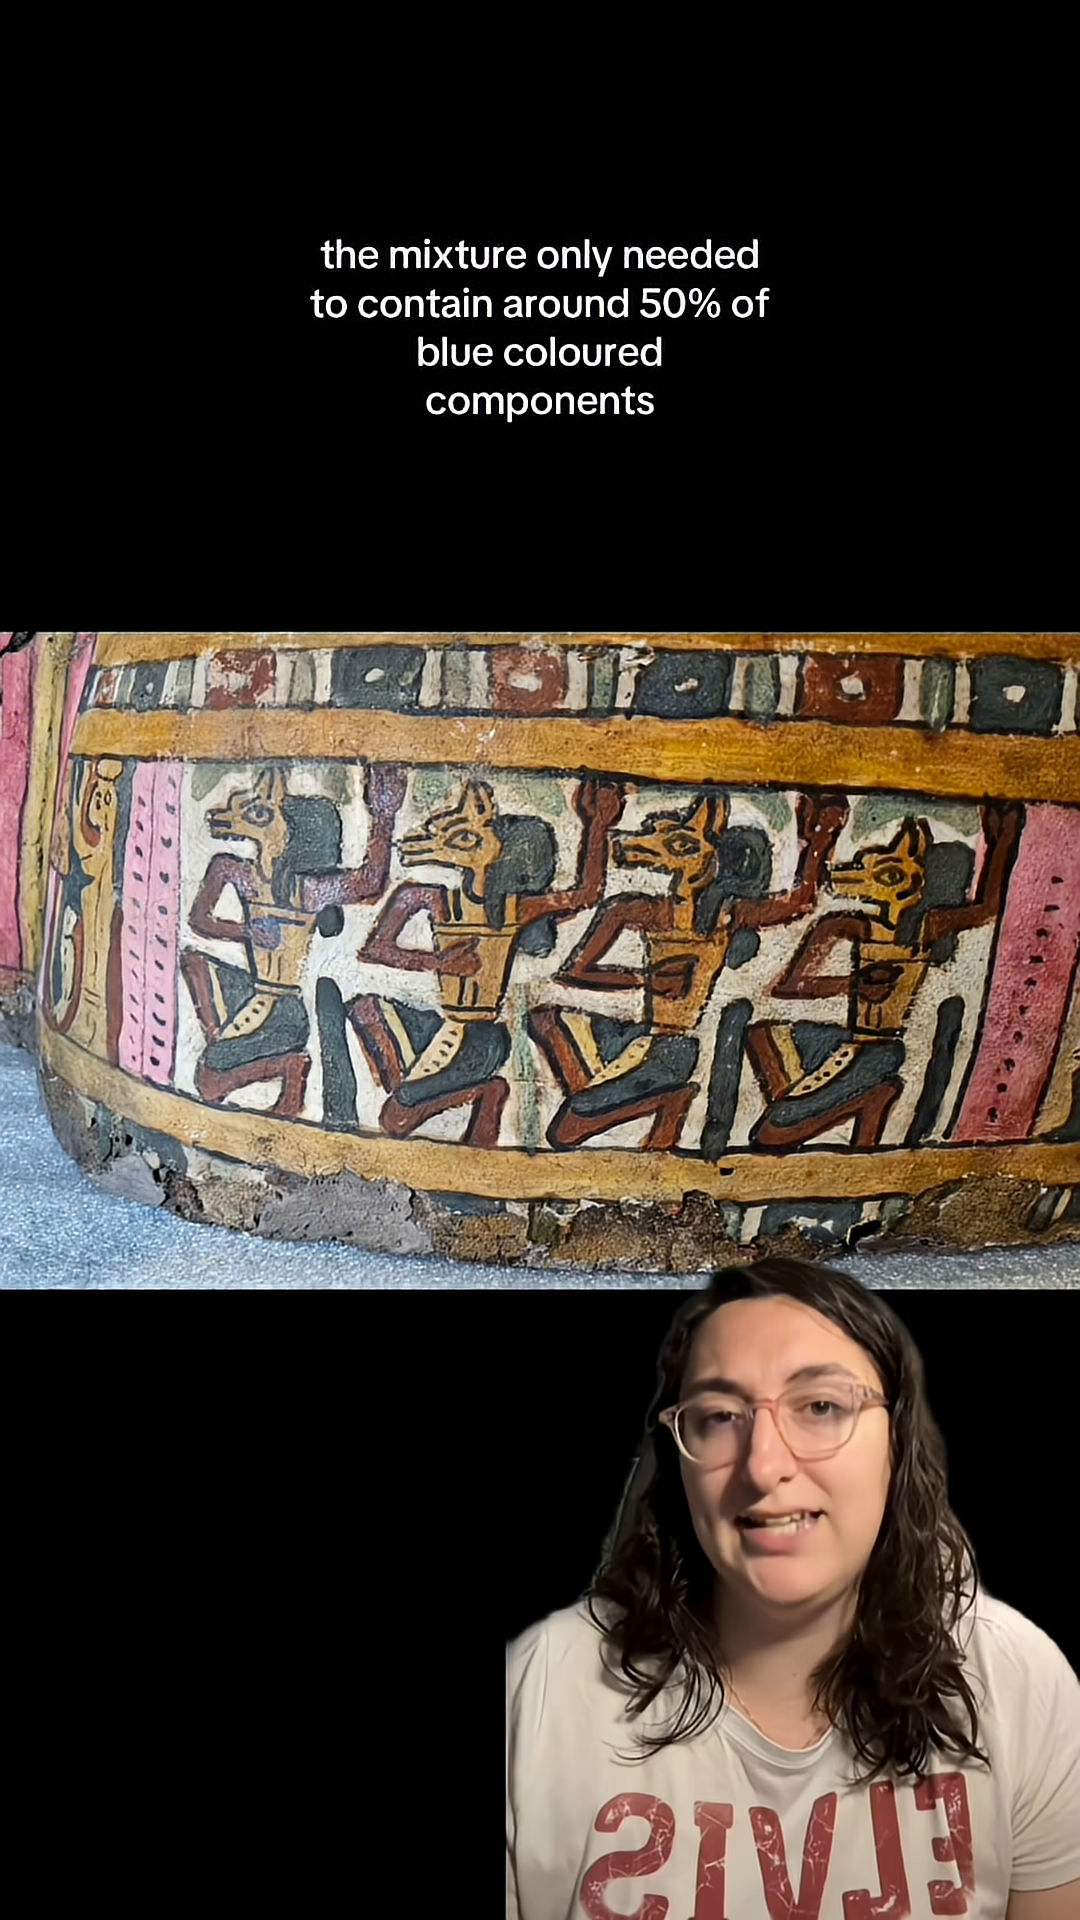 the mixture only needed
to contain around 50% of
blue coloured
components
ELVIS